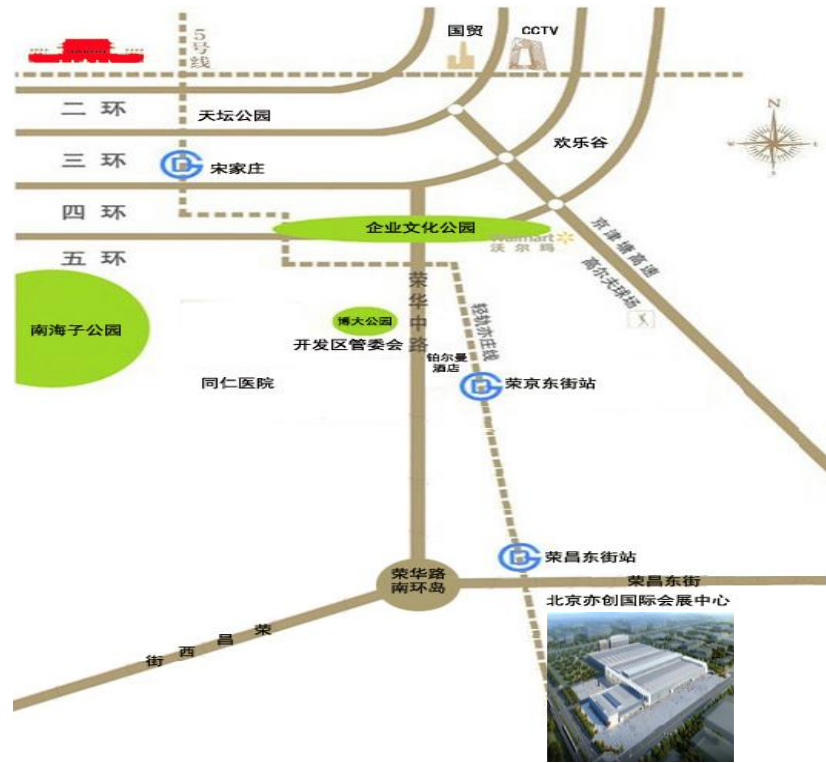 国贸
CCTV
5号线
N
W
E
S
二 环
天坛公园
三 环
宋家庄
欢乐谷
四 环
企业文化公园
Walmart
沃尔玛
五 环
京津塘高速
高尔夫球场
荣华中路
轻轨亦庄线
南海子公园
博大公园
开发区管委会
铂尔曼
酒店
同仁医院
荣京东街站
荣昌东街站
荣华路
南环岛
荣昌东街
北京亦创国际会展中心
荣昌西街